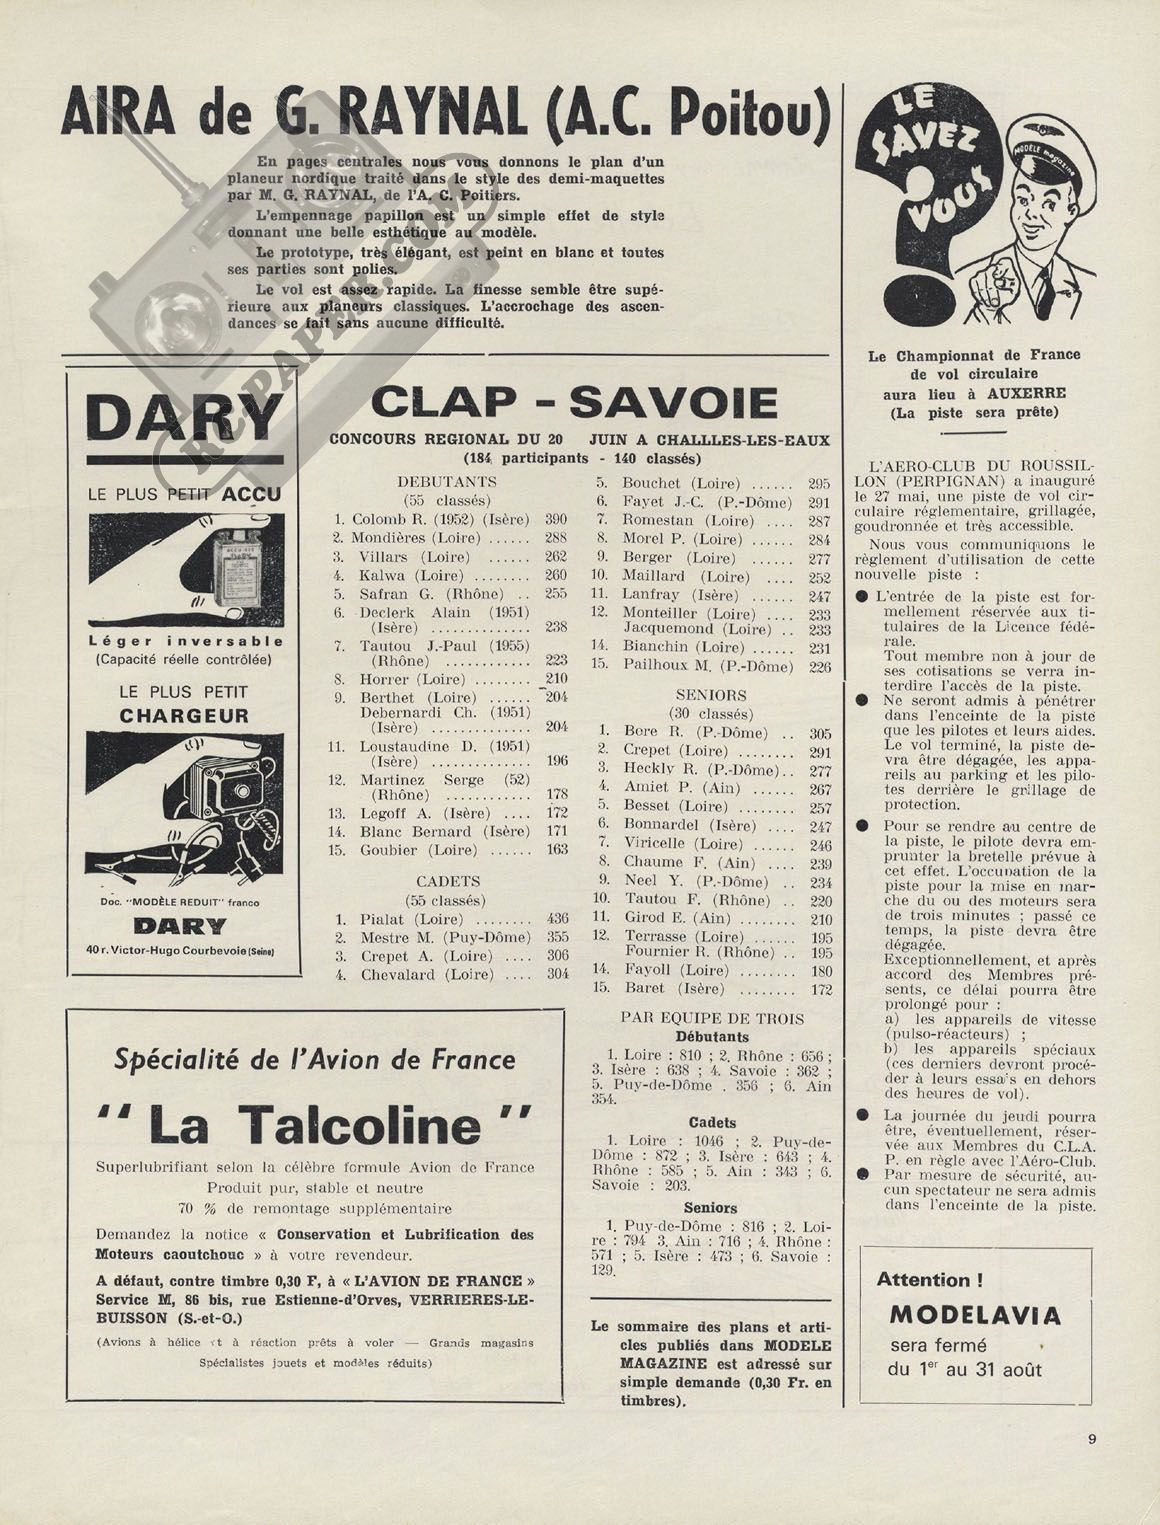 AIRA de G. RAYNAL (A.C. Poitou)
En pages centrales nous vous donnons le plan d'un
planeur nordique traité dans le style des demi-maquettes
par M. G. RAYNAL, de l'A. C. Poitiers.
L'empennage papillon est un simple effet de style
donnant une belle esthétique au modèle.
Le prototype, très élégant, est peint en blanc et toutes
ses parties sont polies.
Le vol est assez rapide. La finesse semble être supé-
rieure aux planeurs classiques. L'accrochage des ascen-
dances se fait sans aucune difficulté.
RC-PAPER.COM
DARY
LE PLUS PETIT ACCU
Léger inversable
(Capacité réelle contrôlée)
LE PLUS PETIT
CHARGEUR
Doc. "MODÈLE REDUIT" franco
DARY
40 r. Victor-Hugo Courbevoie (Seine)
CLAP - SAVOIE
CONCOURS REGIONAL DU 20 JUIN A CHALLLES-LES-EAUX
(184 participants - 140 classés)
DEBUTANTS
(55 classés)
1. Colomb R. (1952) (Isère) 390
2. Mondières (Loire) ...... 288
3. Villars (Loire) ...... 262
4. Kalwa (Loire) ........ 260
5. Safran G. (Rhône) .. 255
6. Declerk Alain (1951)
(Isère) .............. 238
7. Tautou J.-Paul (1955)
(Rhône) ............ 223
8. Horrer (Loire) ........ 210
9. Berthet (Loire) ...... 204
Debernardi Ch. (1951)
(Isère) .............. 204
11. Loustaudine D. (1951)
(Isère) .............. 196
12. Martinez Serge (52)
(Rhône) ............ 178
13. Legoff A. (Isère) .... 172
14. Blanc Bernard (Isère) 171
15. Goubier (Loire) ...... 163
CADETS
(55 classés)
1. Pialat (Loire) ........ 436
2. Mestre M. (Puy-Dôme) 355
3. Crepet A. (Loire) .... 306
4. Chevalard (Loire) .... 304
5. Bouchet (Loire) ...... 295
6. Fayet J.-C. (P.-Dôme) 291
7. Romestan (Loire) .... 287
8. Morel P. (Loire) .... 284
9. Berger (Loire) ...... 277
10. Maillard (Loire) .... 252
11. Lanfray (Isère) ...... 247
12. Monteiller (Loire) .... 233
Jacquemond (Loire) .. 233
14. Bianchin (Loire) .... 231
15. Pailhoux M. (P.-Dôme) 226
SENIORS
(30 classés)
1. Bore R. (P.-Dôme) .. 305
2. Crepet (Loire) ........ 291
3. Heckly R. (P.-Dôme).. 277
4. Amiet P. (Ain) ...... 267
5. Besset (Loire) ........ 257
6. Bonnardel (Isère) .... 247
7. Viricelle (Loire) ...... 246
8. Chaume F. (Ain) .... 239
9. Neel Y. (P.-Dôme) .. 234
10. Tautou F. (Rhône) .. 220
11. Girod E. (Ain) ........ 210
12. Terrasse (Loire) ...... 195
Fournier R. (Rhône) .. 195
14. Fayoll (Loire) ........ 180
15. Baret (Isère) ........ 172
PAR EQUIPE DE TROIS
Débutants
1. Loire : 810 ; 2. Rhône : 656 ;
3. Isère : 638 ; 4. Savoie : 362 ;
5. Puy-de-Dôme . 356 ; 6. Ain
354.
Cadets
1. Loire : 1046 ; 2. Puy-de-
Dôme : 872 ; 3. Isère : 643 ; 4.
Rhône : 585 ; 5. Ain : 343 ; 6.
Savoie : 203.
Seniors
1. Puy-de-Dôme : 816 ; 2. Loi-
re : 794 3. Ain : 716 ; 4. Rhône :
571 ; 5. Isère : 473 ; 6. Savoie :
129.
Le sommaire des plans et arti-
cles publiés dans MODELE
MAGAZINE est adressé sur
simple demande (0,30 Fr. en
timbres).
Spécialité de l'Avion de France
" La Talcoline "
Superlubrifiant selon la célèbre formule Avion de France
Produit pur, stable et neutre
70 % de remontage supplémentaire
Demandez la notice « Conservation et Lubrification des
Moteurs caoutchouc » à votre revendeur.
A défaut, contre timbre 0,30 F, à « L'AVION DE FRANCE »
Service M, 86 bis, rue Estienne-d'Orves, VERRIERES-LE-
BUISSON (S.-et-O.)
(Avions à hélice et à réaction prêts à voler — Grands magasins
Spécialistes jouets et modèles réduits)
LE
SAVEZ
VOUS
MODÈLE magazine
Le Championnat de France
de vol circulaire
aura lieu à AUXERRE
(La piste sera prête)
L'AERO-CLUB DU ROUSSIL-
LON (PERPIGNAN) a inauguré
le 27 mai, une piste de vol cir-
culaire réglementaire, grillagée,
goudronnée et très accessible.
Nous vous communiquons le
règlement d'utilisation de cette
nouvelle piste :
● L'entrée de la piste est for-
mellement réservée aux ti-
tulaires de la Licence fédé-
rale.
Tout membre non à jour de
ses cotisations se verra in-
terdire l'accès de la piste.
● Ne seront admis à pénétrer
dans l'enceinte de la piste
que les pilotes et leurs aides.
Le vol terminé, la piste de-
vra être dégagée, les appa-
reils au parking et les pilo-
tes derrière le grillage de
protection.
● Pour se rendre au centre de
la piste, le pilote devra em-
prunter la bretelle prévue à
cet effet. L'occupation de la
piste pour la mise en mar-
che du ou des moteurs sera
de trois minutes ; passé ce
temps, la piste devra être
dégagée.
Exceptionnellement, et après
accord des Membres pré-
sents, ce délai pourra être
prolongé pour :
a) les appareils de vitesse
(pulso-réacteurs) ;
b) les appareils spéciaux
(ces derniers devront procé-
der à leurs essais en dehors
des heures de vol).
● La journée du jeudi pourra
être, éventuellement, réser-
vée aux Membres du C.L.A.
P. en règle avec l'Aéro-Club.
● Par mesure de sécurité, au-
cun spectateur ne sera admis
dans l'enceinte de la piste.
Attention !
MODELAVIA
sera fermé
du 1er au 31 août
9